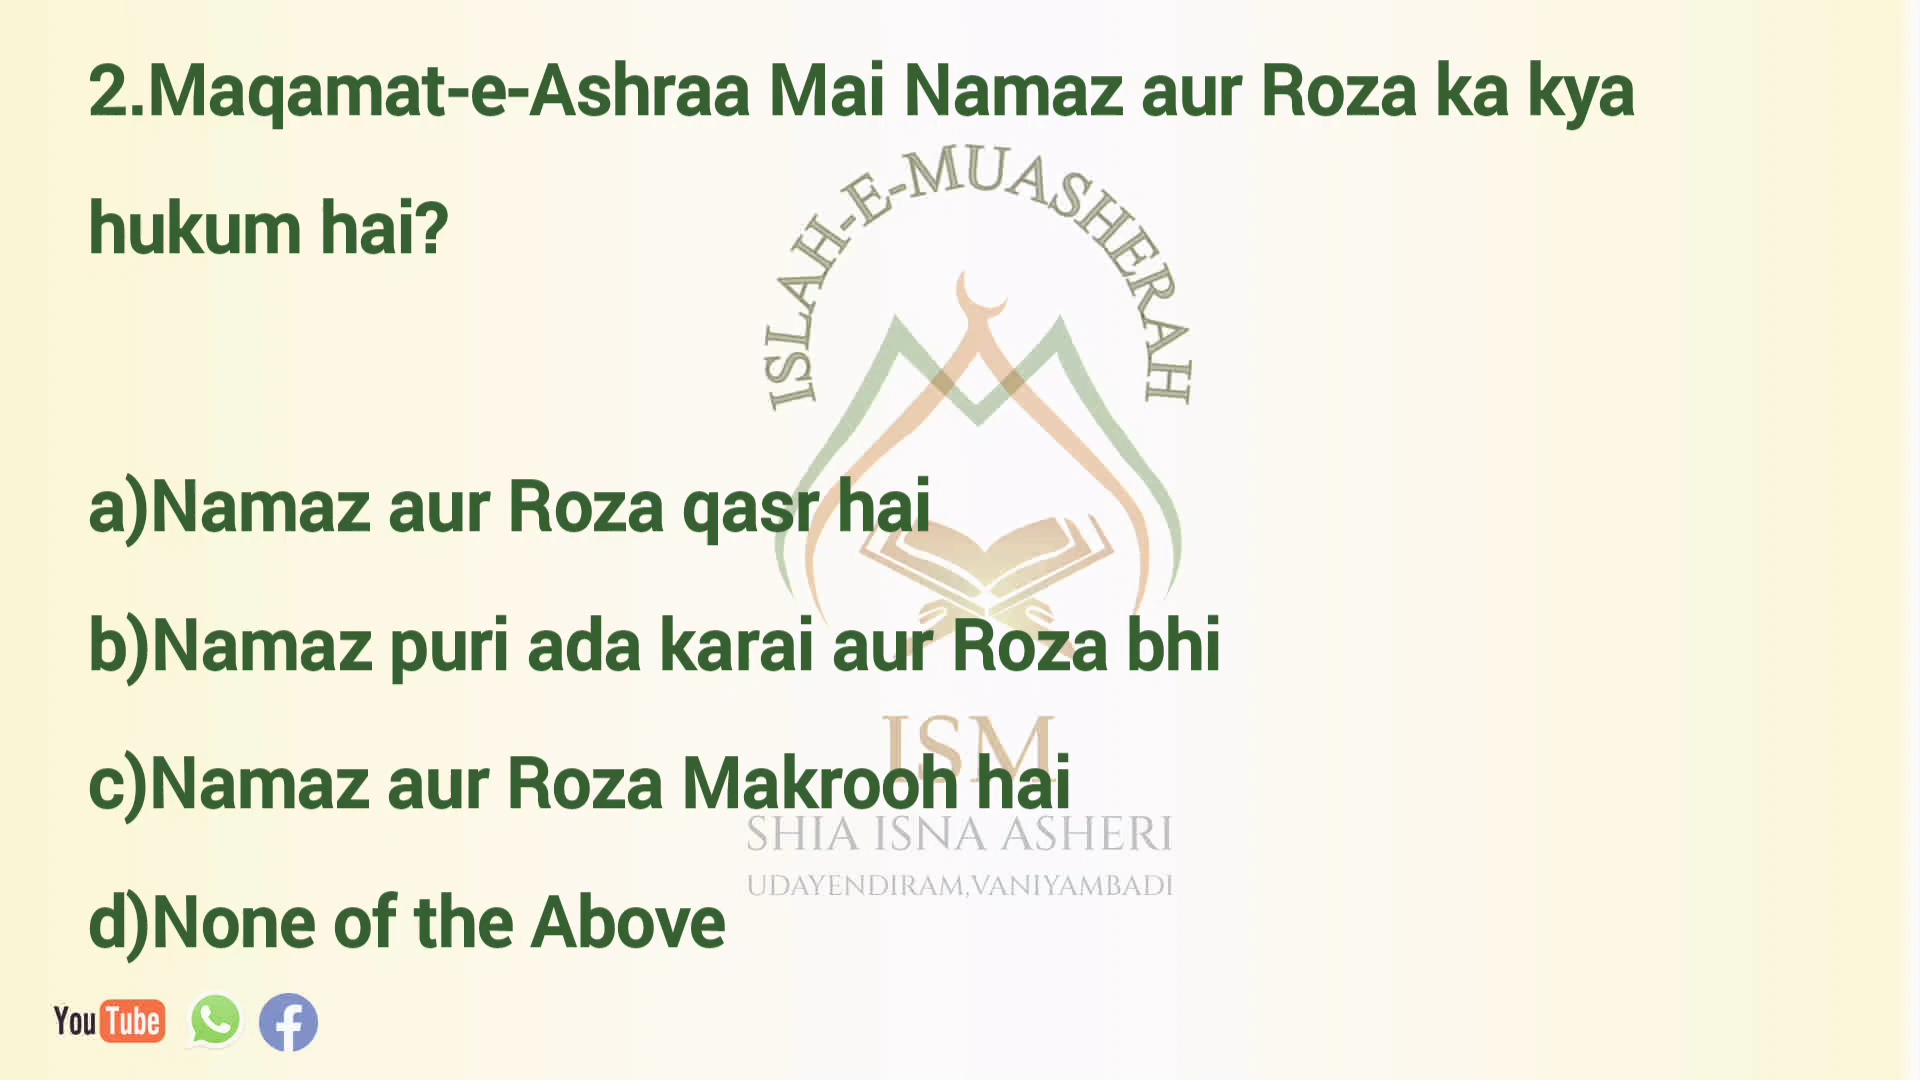 2.Maqamat-e-Ashraa Mai Namaz aur Roza ka kya
hukum hai?
ISLAH-E-MUASHERAH
a)Namaz aur Roza qasr hai
b)Namaz puri ada karai aur Roza bhi
ISM
c)Namaz aur Roza Makrooh hai
SHIA ISNA ASHERI
UDAYENDIRAM,VANIYAMBADI
d)None of the Above
YouTube